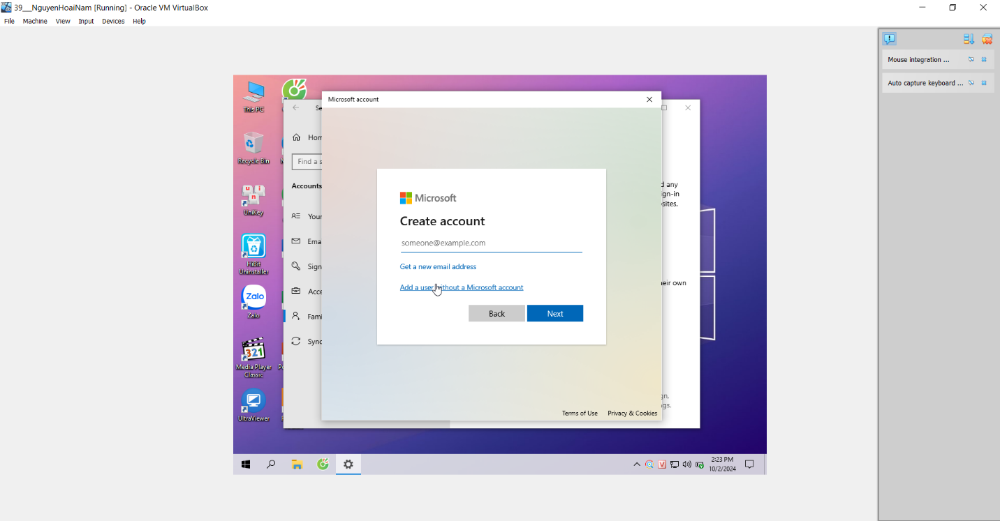 39__NguyenHoaiNam [Running] - Oracle VM VirtualBox
File Machine View Input Devices Help
Mouse integration ...
Auto capture keyboard ...
This PC
Recycle Bin
UniKey
HiBit
Uninstaller
Zalo
Zalo
321
Media Player
Classic
UltraViewer
Microsoft account
Se
Hom
Find a s
Accounts
Your
Ema
Sign
Acce
Fami
Sync
Microsoft
Create account
someone@example.com
Get a new email address
Add a user without a Microsoft account
Back
Next
Terms of Use
Privacy & Cookies
d any
gn-in
sites.
eir own
gn,
gs.
2:23 PM
10/2/2024